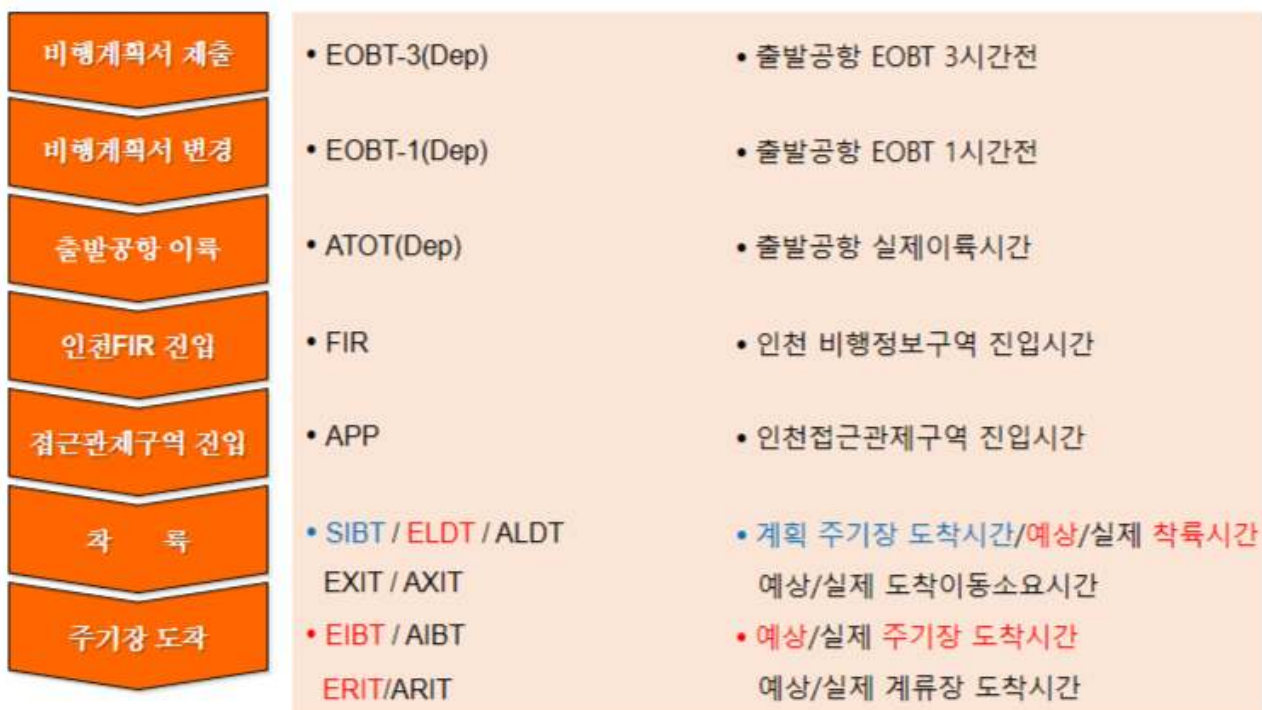 비행계획서 제출 • EOBT-3(Dep) • 출발공항 EOBT 3시간전
비행계획서 변경 • EOBT-1(Dep) • 출발공항 EOBT 1시간전
출발공항 이륙 • ATOT(Dep) • 출발공항 실제이륙시간
인천FIR 진입 • FIR • 인천 비행정보구역 진입시간
접근관제구역 진입 • APP • 인천접근관제구역 진입시간
착 륙 • SIBT / ELDT / ALDT • 계획 주기장 도착시간/예상/실제 착륙시간
EXIT / AXIT 예상/실제 도착이동소요시간
주기장 도착 • EIBT / AIBT • 예상/실제 주기장 도착시간
ERIT/ARIT 예상/실제 계류장 도착시간